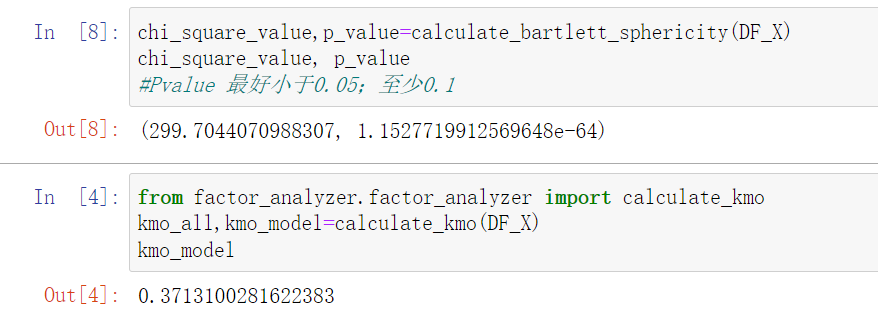 In [8]: chi_square_value,p_value=calculate_bartlett_sphericity(DF_X)
chi_square_value, p_value
#Pvalue 最好小于0.05；至少0.1
Out[8]: (299.7044070988307, 1.1527719912569648e-64)
In [4]: from factor_analyzer.factor_analyzer import calculate_kmo
kmo_all,kmo_model=calculate_kmo(DF_X)
kmo_model
Out[4]: 0.3713100281622383